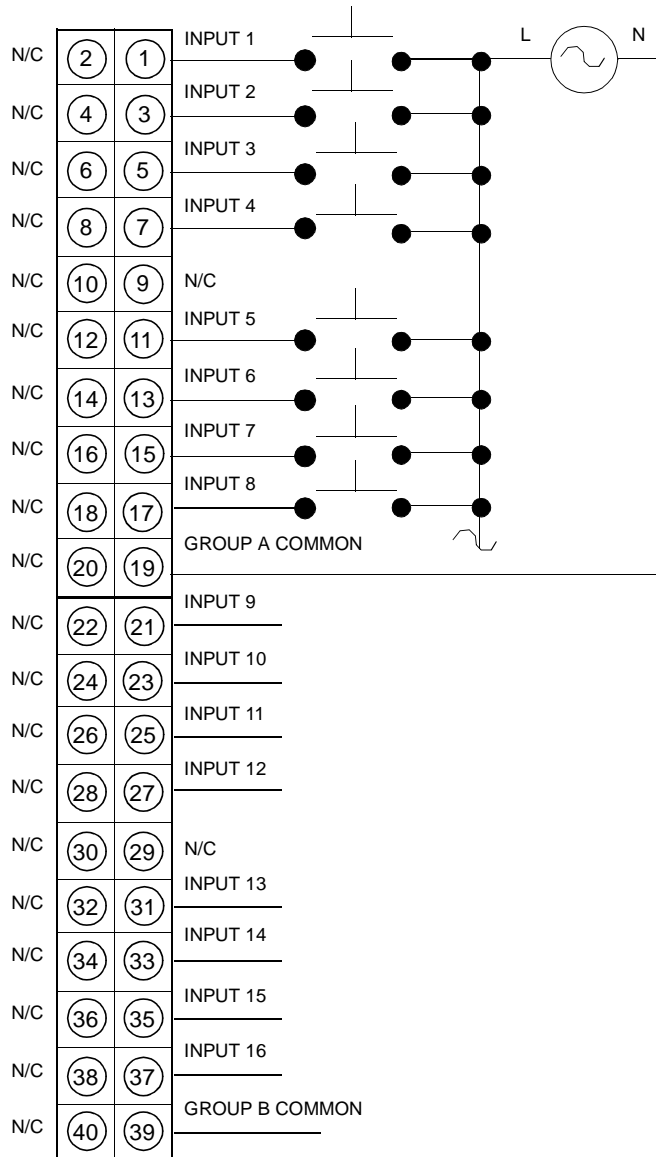 INPUT 1 L N
N/C 2 1
INPUT 2
N/C 4 3
INPUT 3
N/C 6 5
INPUT 4
N/C 8 7
N/C 10 9 N/C
INPUT 5
N/C 12 11
INPUT 6
N/C 14 13
INPUT 7
N/C 16 15
INPUT 8
N/C 18 17
GROUP A COMMON
N/C 20 19
INPUT 9
N/C 22 21
INPUT 10
N/C 24 23
INPUT 11
N/C 26 25
INPUT 12
N/C 28 27
N/C 30 29 N/C
INPUT 13
N/C 32 31
INPUT 14
N/C 34 33
INPUT 15
N/C 36 35
INPUT 16
N/C 38 37
GROUP B COMMON
N/C 40 39